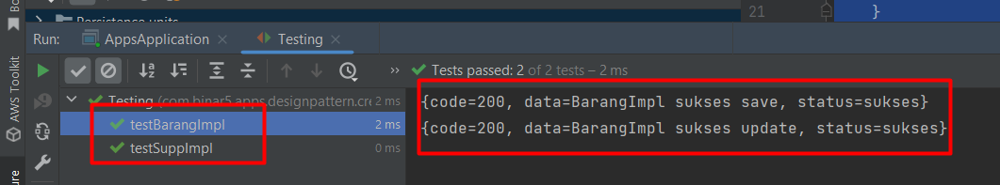 Persistence units
21
}
Run:
AppsApplication
Testing
AWS Toolkit
Tests passed: 2 of 2 tests – 2 ms
Testing (com.binar5.apps.designpattern.cre 2 ms
testBarangImpl 2 ms
testSuppImpl 0 ms
{code=200, data=BarangImpl sukses save, status=sukses}
{code=200, data=BarangImpl sukses update, status=sukses}